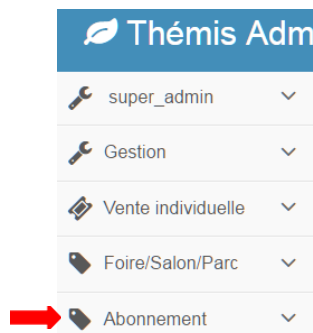 Thémis Adm
super_admin
Gestion
Vente individuelle
Foire/Salon/Parc
Abonnement